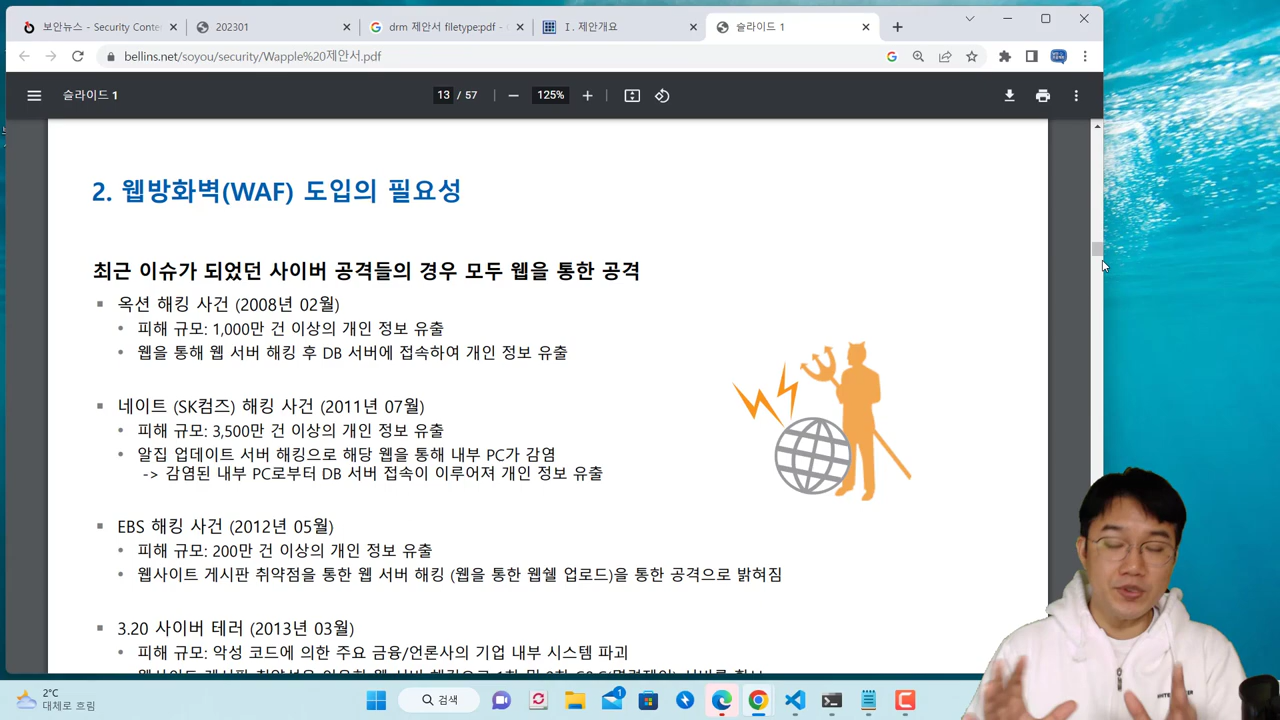 보안뉴스 - Security Conte
202301
drm 제안서 filetype:pdf -
Ⅰ. 제안개요
슬라이드 1
bellins.net/soyou/security/Wapple%20제안서.pdf
슬라이드 1
13 / 57
125%
2. 웹방화벽(WAF) 도입의 필요성
최근 이슈가 되었던 사이버 공격들의 경우 모두 웹을 통한 공격
▪ 옥션 해킹 사건 (2008년 02월)
• 피해 규모: 1,000만 건 이상의 개인 정보 유출
• 웹을 통해 웹 서버 해킹 후 DB 서버에 접속하여 개인 정보 유출
▪ 네이트 (SK컴즈) 해킹 사건 (2011년 07월)
• 피해 규모: 3,500만 건 이상의 개인 정보 유출
• 알집 업데이트 서버 해킹으로 해당 웹을 통해 내부 PC가 감염
-> 감염된 내부 PC로부터 DB 서버 접속이 이루어져 개인 정보 유출
▪ EBS 해킹 사건 (2012년 05월)
• 피해 규모: 200만 건 이상의 개인 정보 유출
• 웹사이트 게시판 취약점을 통한 웹 서버 해킹 (웹을 통한 웹쉘 업로드)을 통한 공격으로 밝혀짐
▪ 3.20 사이버 테러 (2013년 03월)
• 피해 규모: 악성 코드에 의한 주요 금융/언론사의 기업 내부 시스템 파괴
2°C
대체로 흐림
검색
1